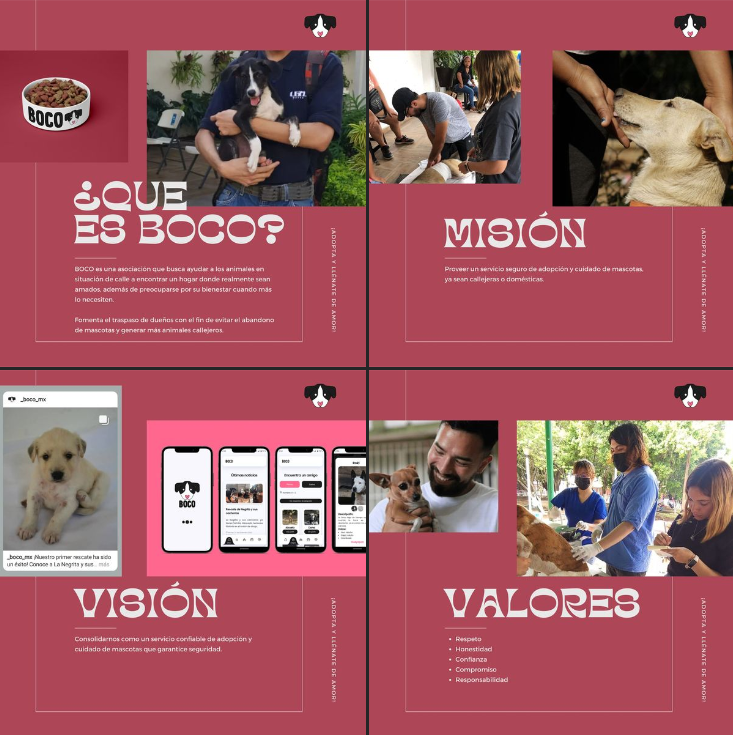 BOCO
¿QUE
ES BOCO?
BOCO es una asociación que busca ayudar a los animales en
situación de calle a encontrar un hogar donde realmente sean
amados, además de preocuparse por su bienestar cuando más
lo necesiten.
Fomenta el traspaso de dueños con el fin de evitar el abandono
de mascotas y generar más animales callejeros.
¡ADOPTA Y LLÉNATE DE AMOR!
MISIÓN
Proveer un servicio seguro de adopción y cuidado de mascotas,
ya sean callejeras o domésticas.
¡ADOPTA Y LLÉNATE DE AMOR!
_boco_mx
_boco_mx ¡Nuestro primer rescate ha sido
un éxito! Conoce a La Negrita y sus... más
BOCO
BOCO
Últimas noticias
BOCO
Encuentra un amigo
VISIÓN
Consolidarnos como un servicio confiable de adopción y
cuidado de mascotas que garantice seguridad.
¡ADOPTA Y LLÉNATE DE AMOR!
VALORES
• Respeto
• Honestidad
• Confianza
• Compromiso
• Responsabilidad
¡ADOPTA Y LLÉNATE DE AMOR!